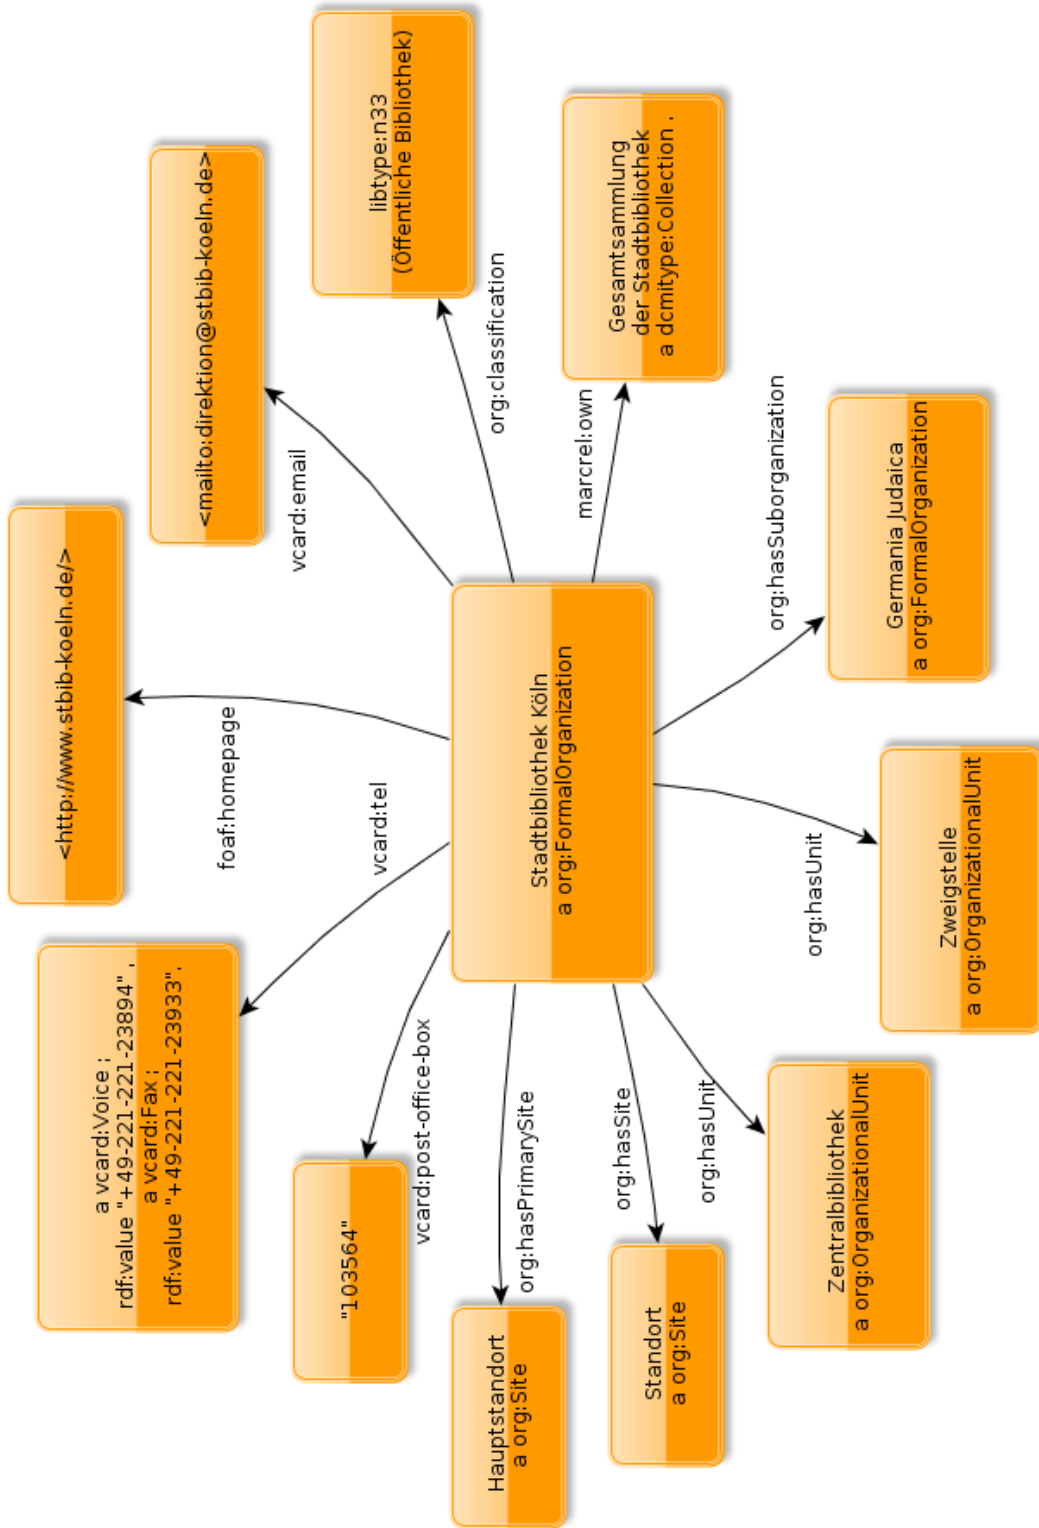 <http://www.stbib-koeln.de/>
<mailto:direktion@stbib-koeln.de>
libtype:n33
(Öffentliche Bibliothek)
Gesamtsammlung
der Stadtbibliothek
a dcmitype:Collection .
Germania Judaica
a org:FormalOrganization
Zweigstelle
a org:OrganizationalUnit
Zentralbibliothek
a org:OrganizationalUnit
Standort
a org:Site
Hauptstandort
a org:Site
"103564"
a vcard:Voice ;
rdf:value "+49-221-221-23894" ,
a vcard:Fax ;
rdf:value "+49-221-221-23933".
Stadtbibliothek Köln
a org:FormalOrganization
foaf:homepage
vcard:email
org:classification
marcrel:own
org:hasSuborganization
org:hasUnit
org:hasUnit
org:hasSite
org:hasPrimarySite
vcard:post-office-box
vcard:tel